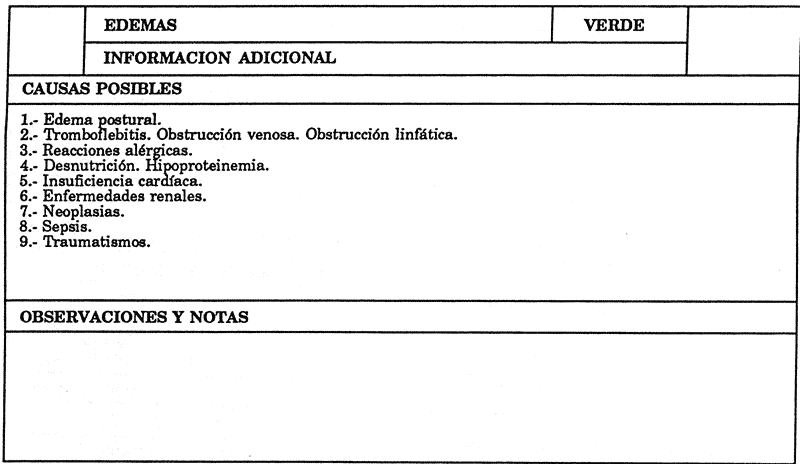 EDEMAS VERDE
INFORMACION ADICIONAL
CAUSAS POSIBLES
1.- Edema postural.
2.- Tromboflebitis. Obstrucción venosa. Obstrucción linfática.
3.- Reacciones alérgicas.
4.- Desnutrición. Hipoproteinemia.
5.- Insuficiencia cardíaca.
6.- Enfermedades renales.
7.- Neoplasias.
8.- Sepsis.
9.- Traumatismos.
OBSERVACIONES Y NOTAS